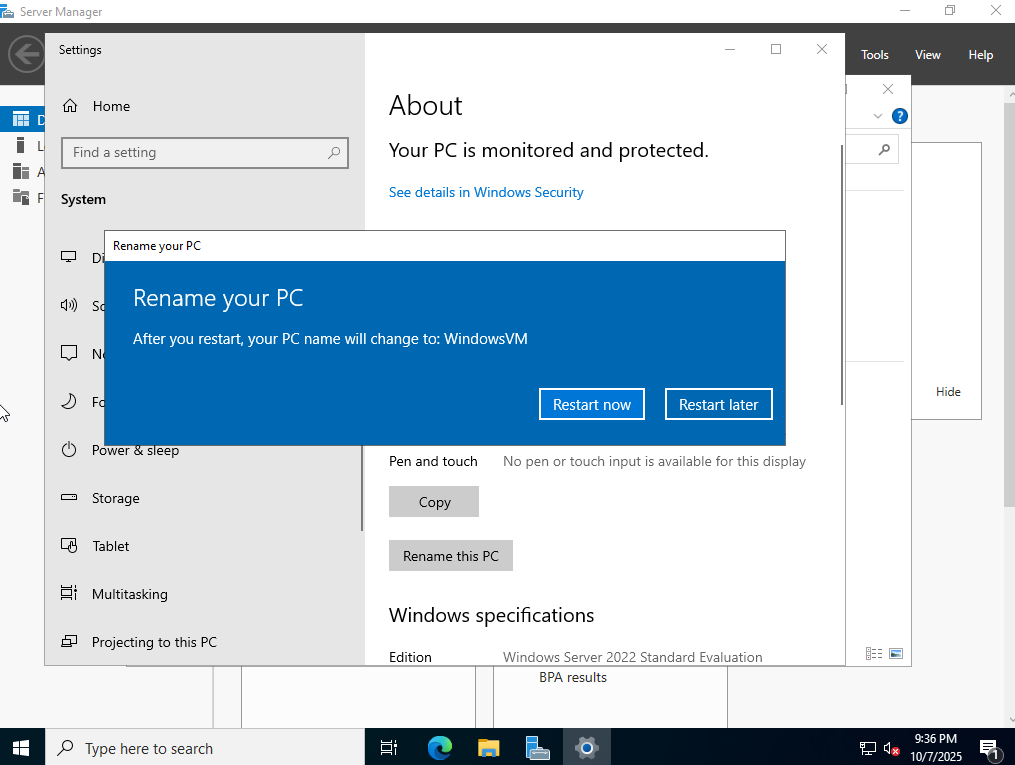 Server Manager
Tools View Help
Settings
Home
Find a setting
System
Power & sleep
Storage
Tablet
Multitasking
Projecting to this PC
About
Your PC is monitored and protected.
See details in Windows Security
Rename your PC
Rename your PC
After you restart, your PC name will change to: WindowsVM
Restart now Restart later
Pen and touch No pen or touch input is available for this display
Copy
Rename this PC
Windows specifications
Edition Windows Server 2022 Standard Evaluation
Hide
BPA results
Type here to search
9:36 PM
10/7/2025
1